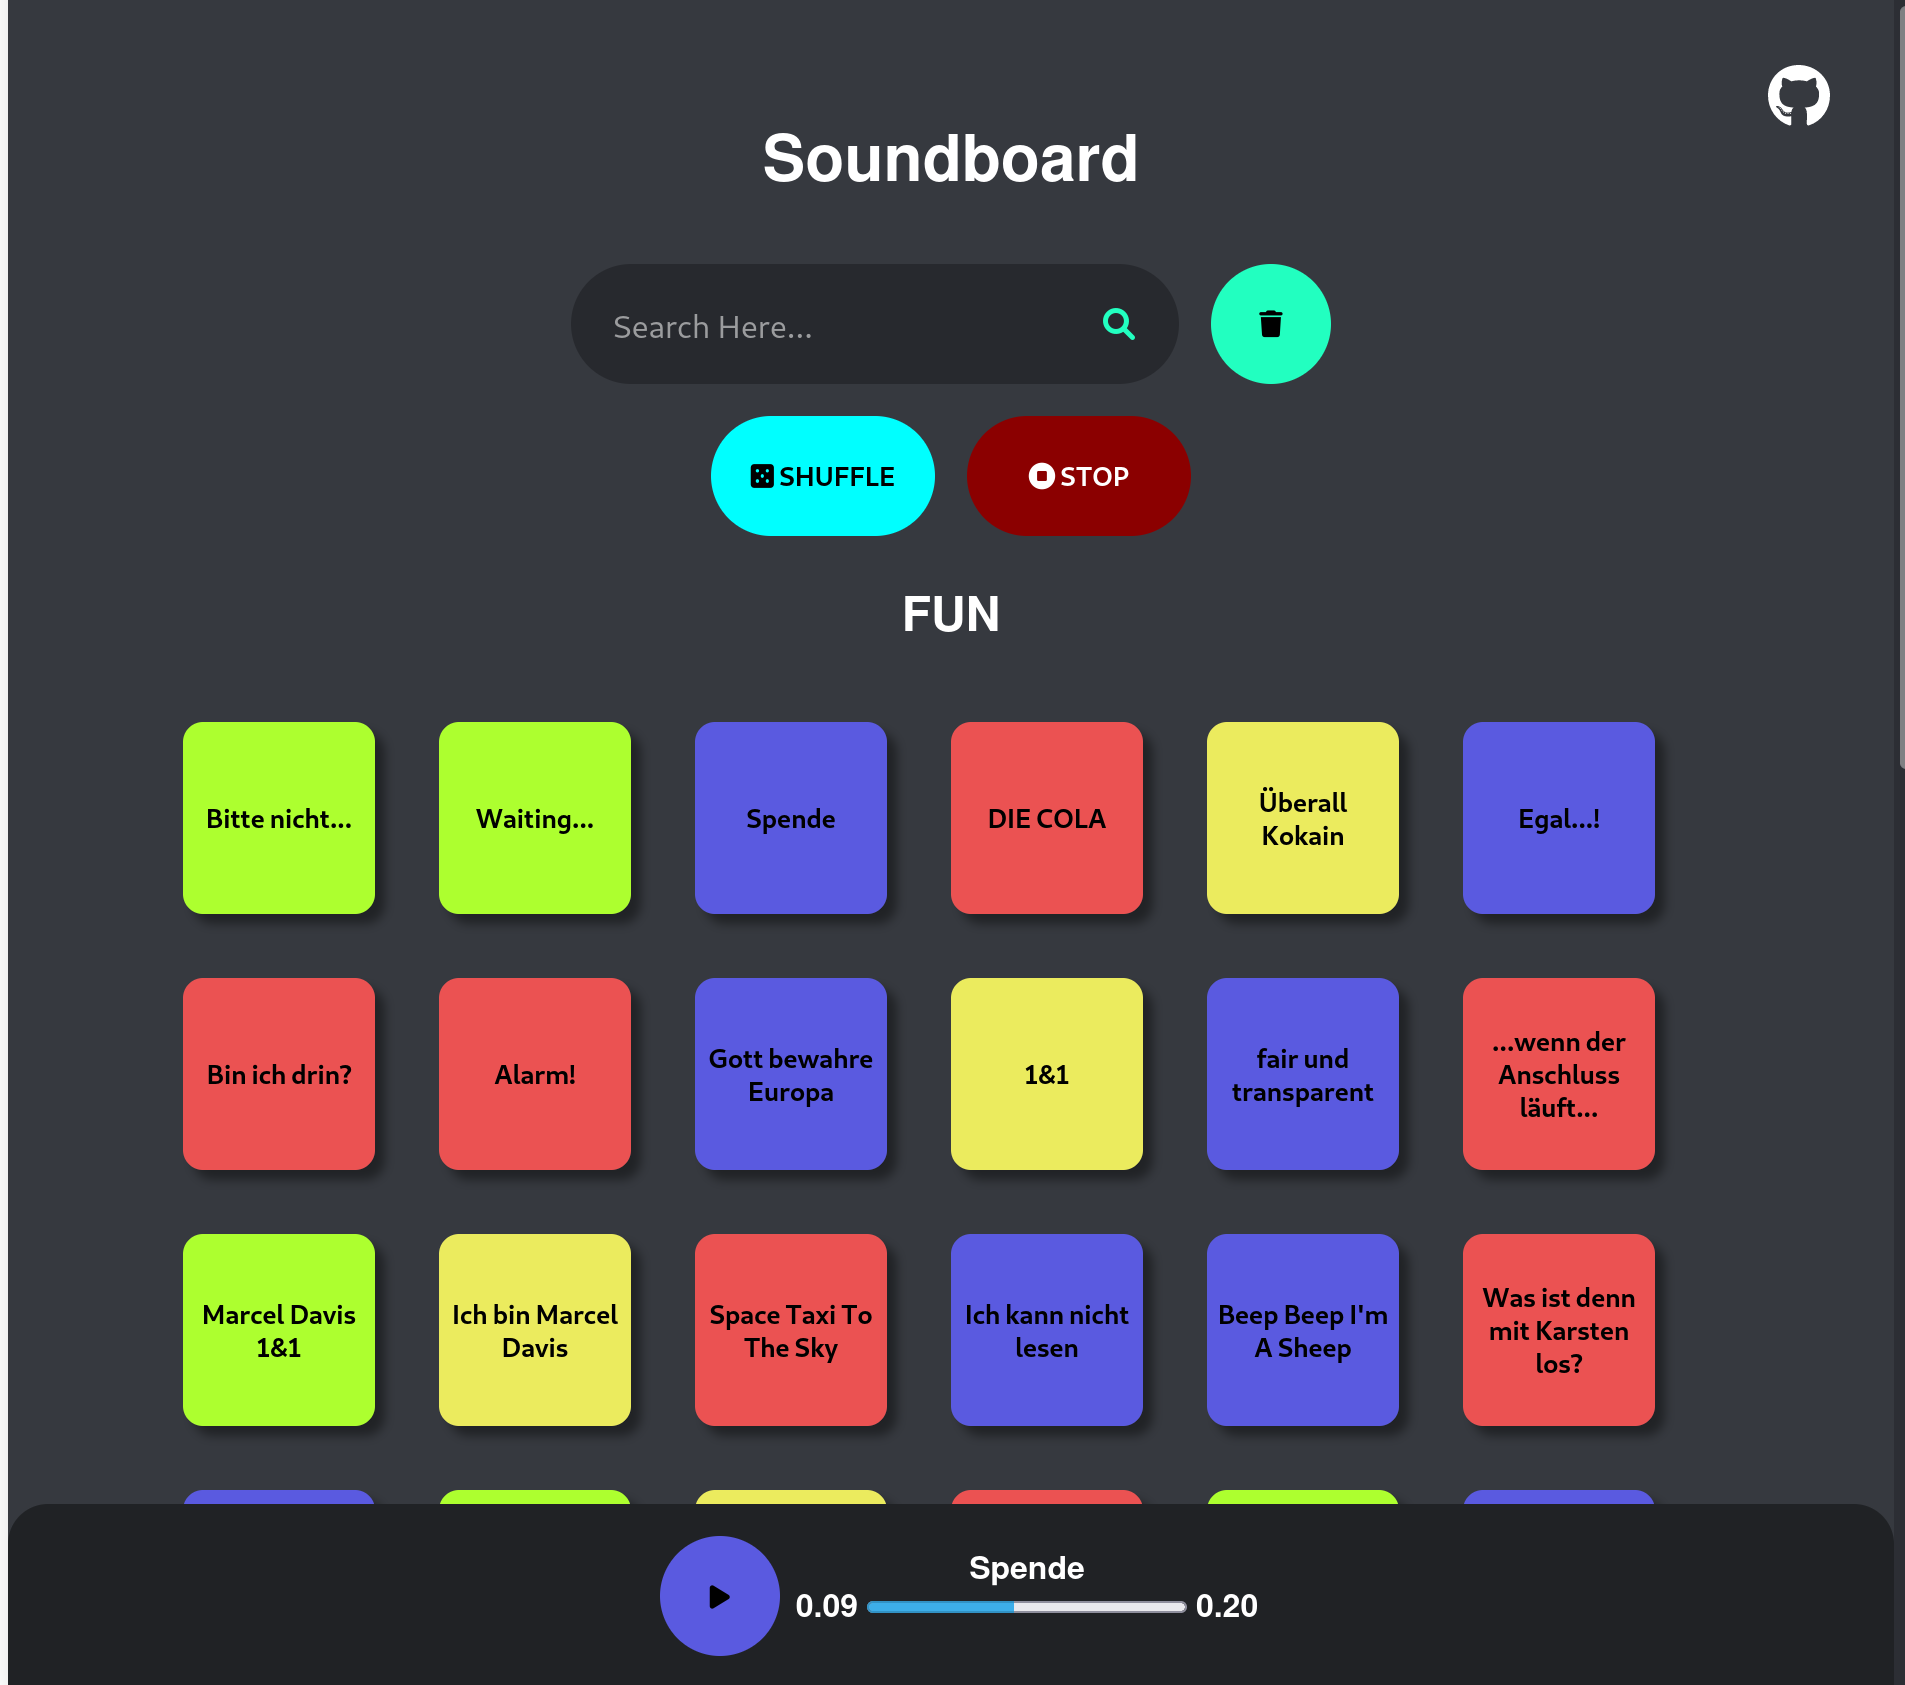 Soundboard
Search Here...
SHUFFLE
STOP
FUN
Bitte nicht...
Waiting...
Spende
DIE COLA
Überall
Kokain
Egal...!
Bin ich drin?
Alarm!
Gott bewahre
Europa
1&1
fair und
transparent
...wenn der
Anschluss
läuft...
Marcel Davis
1&1
Ich bin Marcel
Davis
Space Taxi To
The Sky
Ich kann nicht
lesen
Beep Beep I'm
A Sheep
Was ist denn
mit Karsten
los?
Spende
0.09
0.20